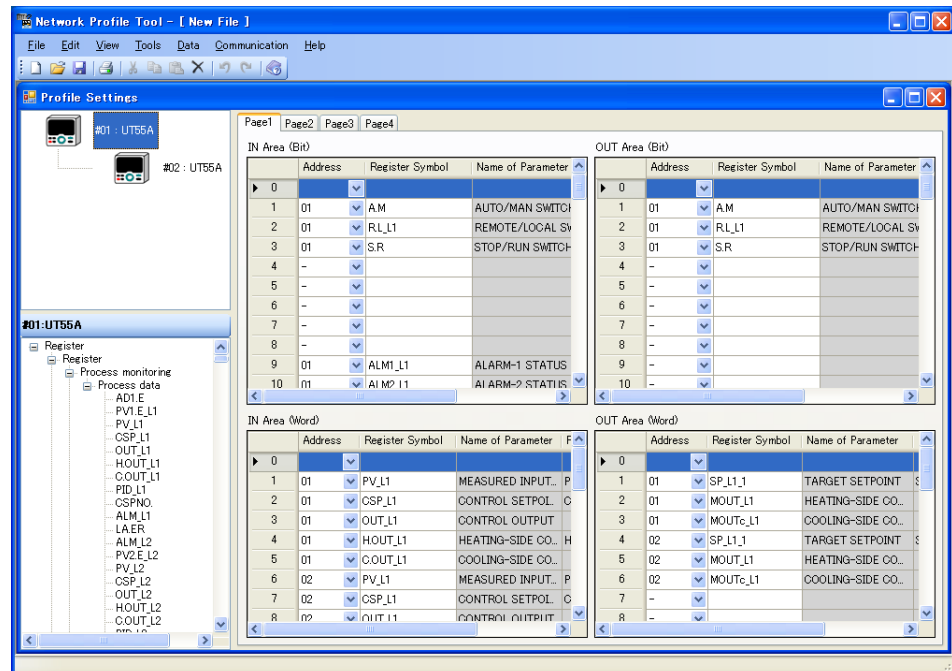 Network Profile Tool - [ New File ]
File Edit View Tools Data Communication Help
Profile Settings
#01 : UT55A
#02 : UT55A
#01:UT55A
Register
Register
Process monitoring
Process data
AD1.E
PV1.E_L1
PV_L1
CSP_L1
OUT_L1
H.OUT_L1
C.OUT_L1
PID_L1
CSPNO.
ALM_L1
LA.ER
ALM_L2
PV2.E_L2
PV_L2
CSP_L2
OUT_L2
H.OUT_L2
C.OUT_L2
Page1 Page2 Page3 Page4
IN Area (Bit)
Address Register Symbol Name of Parameter
0
1 01 A.M AUTO/MAN SWITCH
2 01 R.L_L1 REMOTE/LOCAL SW
3 01 S.R STOP/RUN SWITCH
4 -
5 -
6 -
7 -
8 -
9 01 ALM1_L1 ALARM-1 STATUS
10 01 ALM2_L1 ALARM-2 STATUS
OUT Area (Bit)
Address Register Symbol Name of Parameter
0
1 01 A.M AUTO/MAN SWITCH
2 01 R.L_L1 REMOTE/LOCAL SW
3 01 S.R STOP/RUN SWITCH
4 -
5 -
6 -
7 -
8 -
9 -
10 -
IN Area (Word)
Address Register Symbol Name of Parameter F
0
1 01 PV_L1 MEASURED INPUT... P
2 01 CSP_L1 CONTROL SETPOI... C
3 01 OUT_L1 CONTROL OUTPUT
4 01 H.OUT_L1 HEATING-SIDE CO... H
5 01 C.OUT_L1 COOLING-SIDE CO...
6 02 PV_L1 MEASURED INPUT... P
7 02 CSP_L1 CONTROL SETPOI... C
8 02 OUT_L1 CONTROL OUTPUT
OUT Area (Word)
Address Register Symbol Name of Parameter
0
1 01 SP_L1_1 TARGET SETPOINT S
2 01 MOUT_L1 HEATING-SIDE CO...
3 01 MOUTc_L1 COOLING-SIDE CO...
4 02 SP_L1_1 TARGET SETPOINT S
5 02 MOUT_L1 HEATING-SIDE CO...
6 02 MOUTc_L1 COOLING-SIDE CO...
7 -
8 -